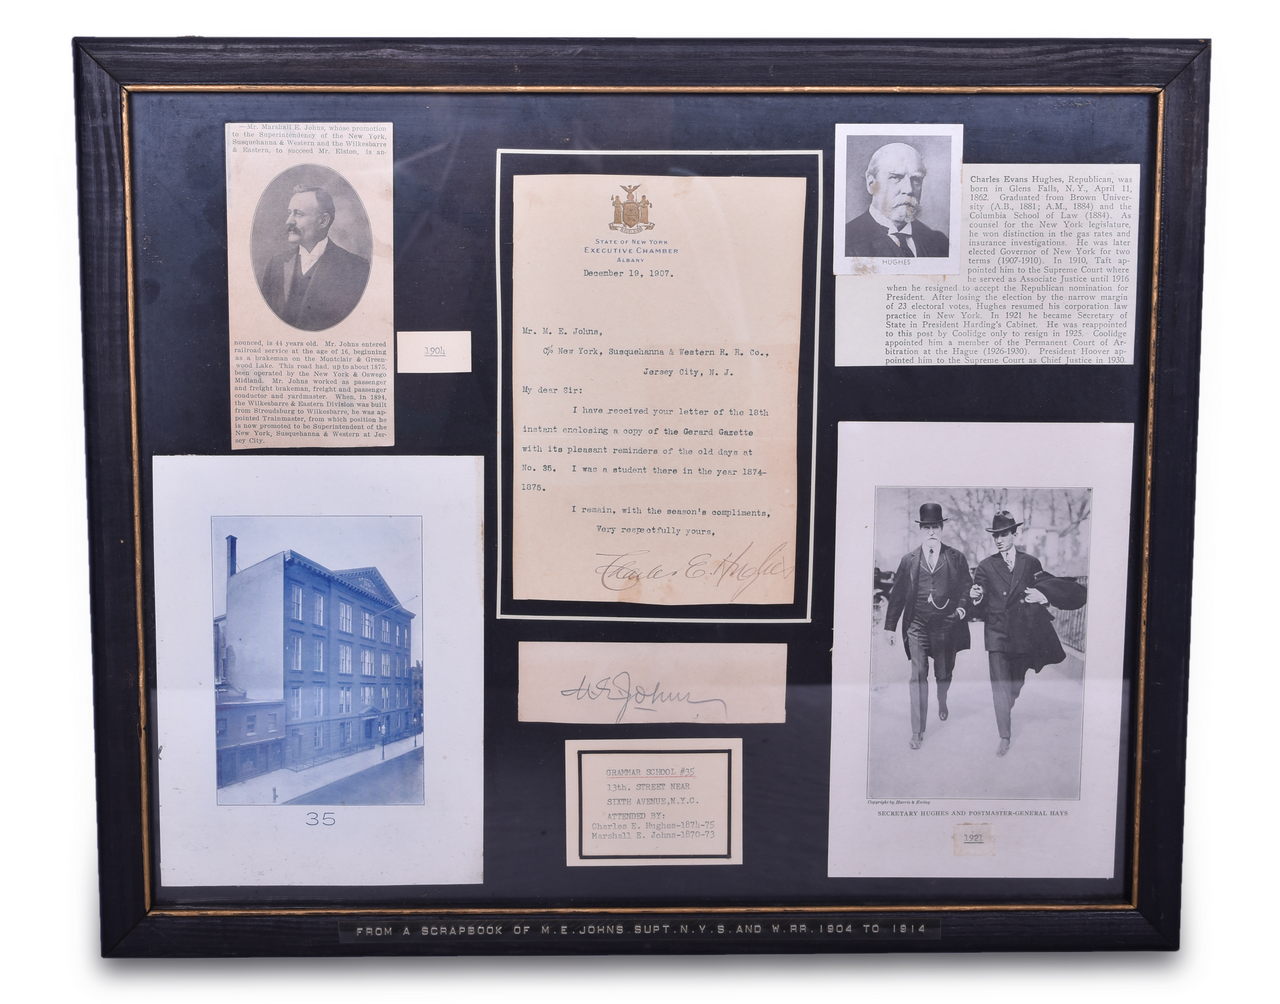 —Mr. Marshall E. Johns, whose promotion
to the Superintendency of the New York,
Susquehanna & Western and the Wilkesbarre
& Eastern, to succeed Mr. Elston, is an-
nounced, is 44 years old. Mr. Johns entered
railroad service at the age of 16, beginning
as a brakeman on the Montclair & Green-
wood Lake. This road had, up to about 1875,
been operated by the New York & Oswego
Midland. Mr. Johns worked as passenger
and freight brakeman, freight and passenger
conductor and yardmaster. When, in 1894,
the Wilkesbarre & Eastern Division was built
from Stroudsburg to Wilkesbarre, he was ap-
pointed Trainmaster, from which position he
is now promoted to be Superintendent of the
New York, Susquehanna & Western at Jer-
sey City.
1904
STATE OF NEW YORK
EXECUTIVE CHAMBER
ALBANY
December 19, 1907.
Mr. M. E. Johns,
C/o New York, Susquehanna & Western R. R. Co.,
Jersey City, N. J.
My dear Sir:
I have received your letter of the 18th
instant enclosing a copy of the Gerard Gazette
with its pleasant reminders of the old days at
No. 35. I was a student there in the year 1874-
1875.
I remain, with the season's compliments,
Very respectfully yours,
Charles E. Hughes
HUGHES
Charles Evans Hughes, Republican, was
born in Glens Falls, N.Y., April 11,
1862. Graduated from Brown Univer-
sity (A.B., 1881; A.M., 1884) and the
Columbia School of Law (1884). As
counsel for the New York legislature,
he won distinction in the gas rates and
insurance investigations. He was later
elected Governor of New York for two
terms (1907-1910). In 1910, Taft ap-
pointed him to the Supreme Court where
he served as Associate Justice until 1916
when he resigned to accept the Republican nomination for
President. After losing the election by the narrow margin
of 23 electoral votes, Hughes resumed his corporation law
practice in New York. In 1921 he became Secretary of
State in President Harding's Cabinet. He was reappointed
to this post by Coolidge only to resign in 1925. Coolidge
appointed him a member of the Permanent Court of Ar-
bitration at the Hague (1926-1930). President Hoover ap-
pointed him to the Supreme Court as Chief Justice in 1930.
35
M E Johns
GRAMMAR SCHOOL #35
13th. STREET NEAR
SIXTH AVENUE,N.Y.C.
ATTENDED BY:
Charles E. Hughes-1874-75
Marshall E. Johns-1870-73
Copyright by Harris & Ewing
SECRETARY HUGHES AND POSTMASTER-GENERAL HAYS
1921
FROM A SCRAPBOOK OF M.E.JOHNS SUPT.N.Y.S.AND W.RR.1904 TO 1914